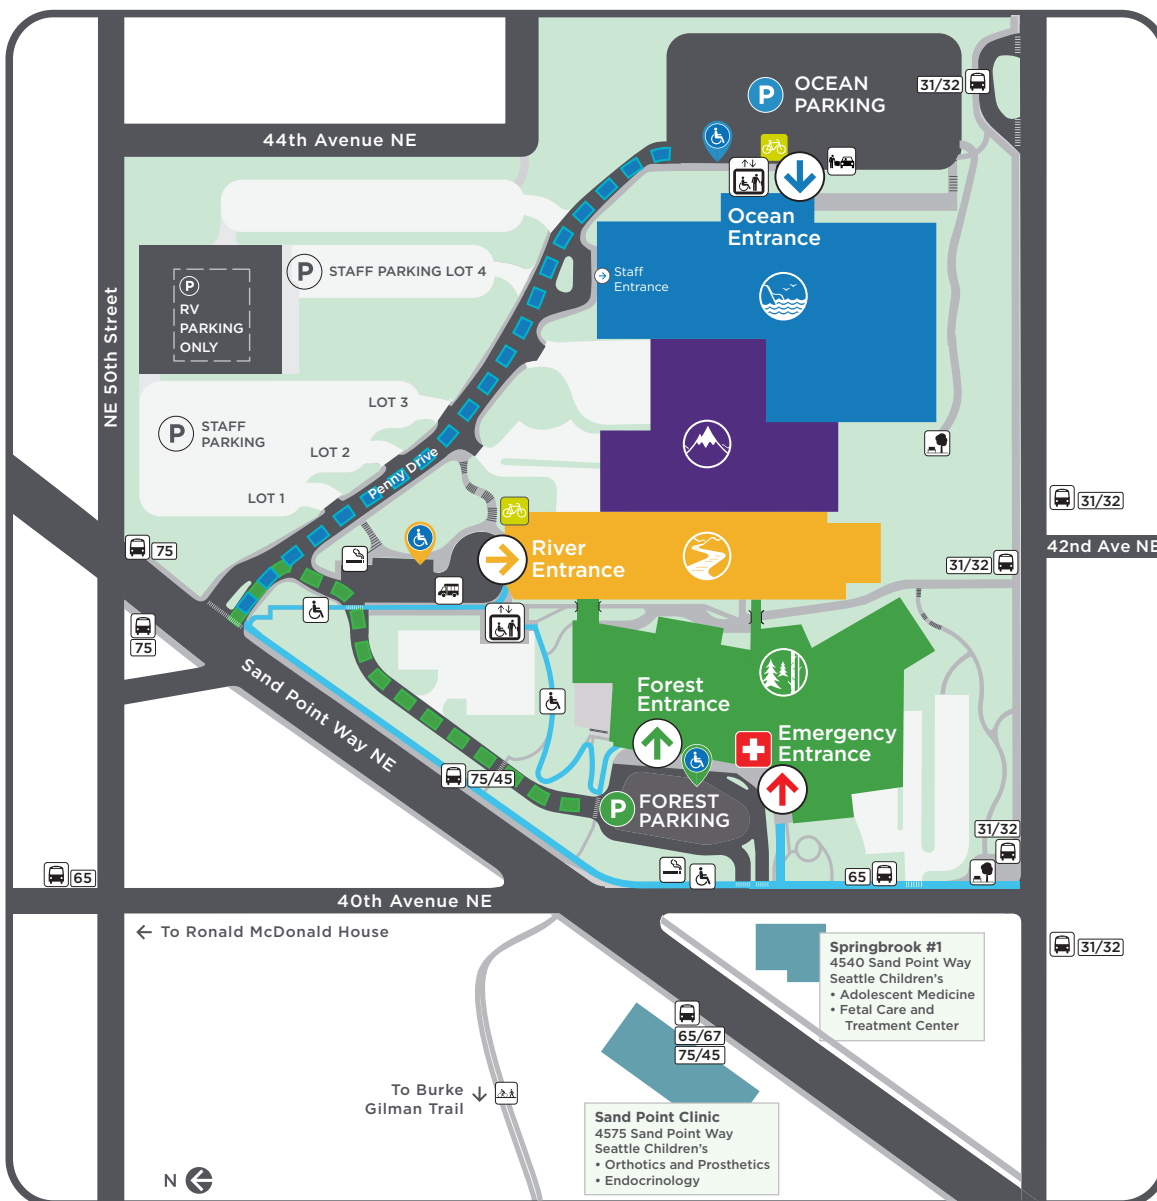 P
OCEAN
PARKING
31/32
44th Avenue NE
Ocean
Entrance
P
STAFF PARKING LOT 4
Staff
Entrance
P
RV
PARKING
ONLY
NE 50th Street
LOT 3
P
STAFF
PARKING
LOT 2
Penny Drive
LOT 1
31/32
75
River
Entrance
42nd Ave NE
31/32
75
Sand Point Way NE
Forest
Entrance
Emergency
Entrance
75/45
P
FOREST
PARKING
31/32
65
65
40th Avenue NE
To Ronald McDonald House
31/32
Springbrook #1
4540 Sand Point Way
Seattle Children's
• Adolescent Medicine
• Fetal Care and
Treatment Center
65/67
75/45
To Burke
Gilman Trail
Sand Point Clinic
4575 Sand Point Way
Seattle Children's
• Orthotics and Prosthetics
• Endocrinology
N